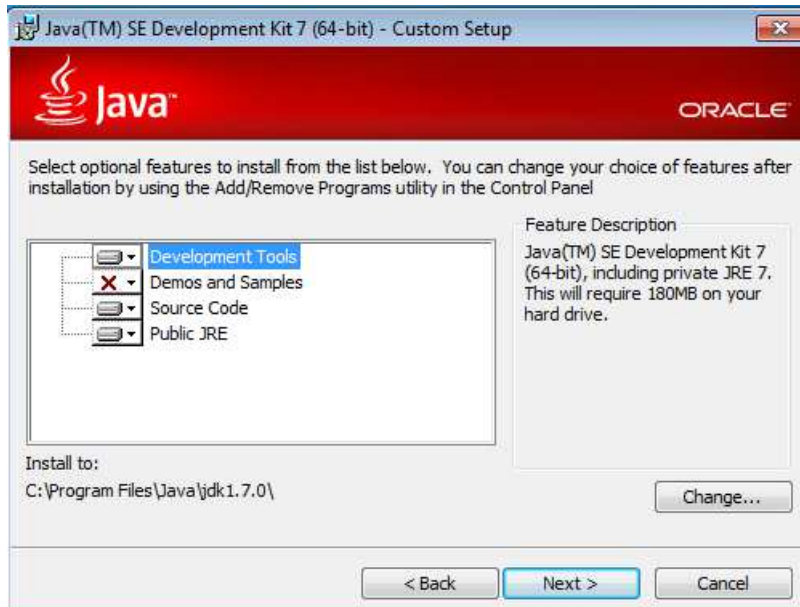 Java(TM) SE Development Kit 7 (64-bit) - Custom Setup
Java™
ORACLE
Select optional features to install from the list below.  You can change your choice of features after
installation by using the Add/Remove Programs utility in the Control Panel
Development Tools
Demos and Samples
Source Code
Public JRE
Feature Description
Java(TM) SE Development Kit 7
(64-bit), including private JRE 7.
This will require 180MB on your
hard drive.
Install to:
C:\Program Files\Java\jdk1.7.0\
Change...
< Back
Next >
Cancel